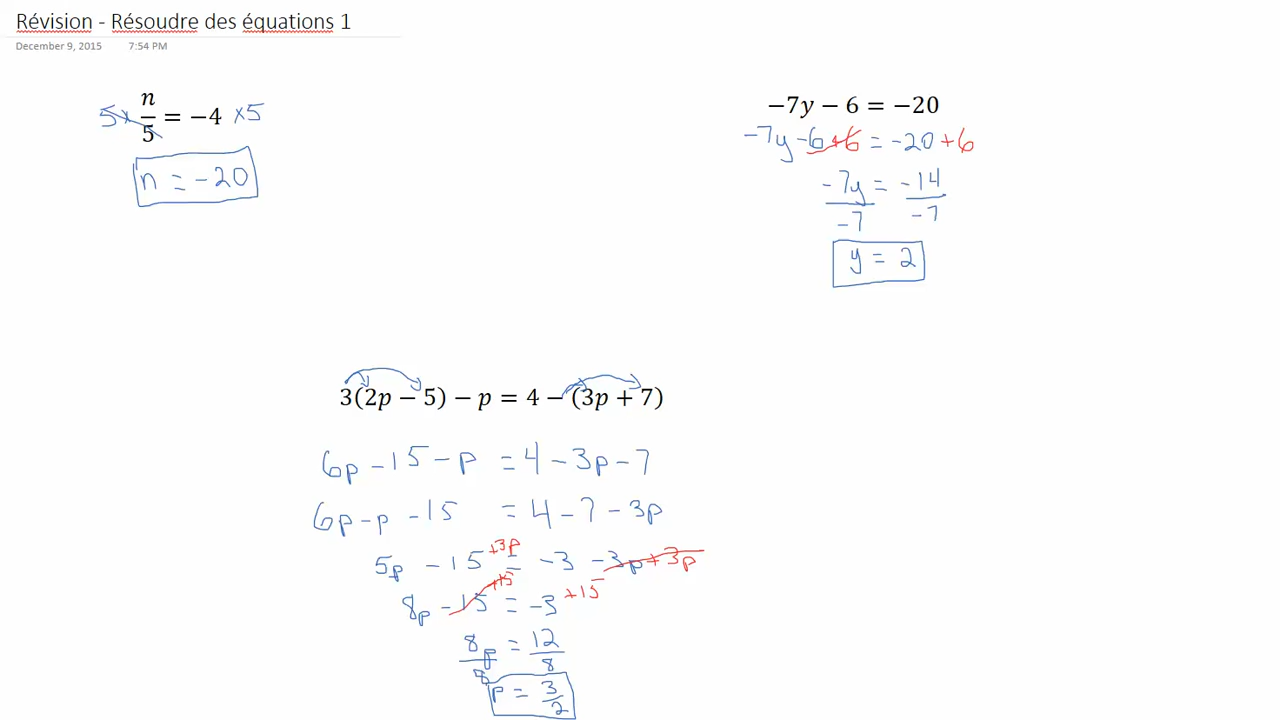 Révision - Résoudre des équations 1
December 9, 2015 7:54 PM
5 × n/5 = −4 ×5
n = -20
−7y − 6 = −20
-7y -6 +6 = -20 +6
-7y/-7 = -14/-7
y = 2
3(2p − 5) − p = 4 − (3p + 7)
6p - 15 - p = 4 - 3p - 7
6p - p - 15 = 4 - 7 - 3p
5p - 15 +3p = -3 - 3p + 3p
8p - 15 +15 = -3 +15
8p/8 = 12/8
p = 3/2